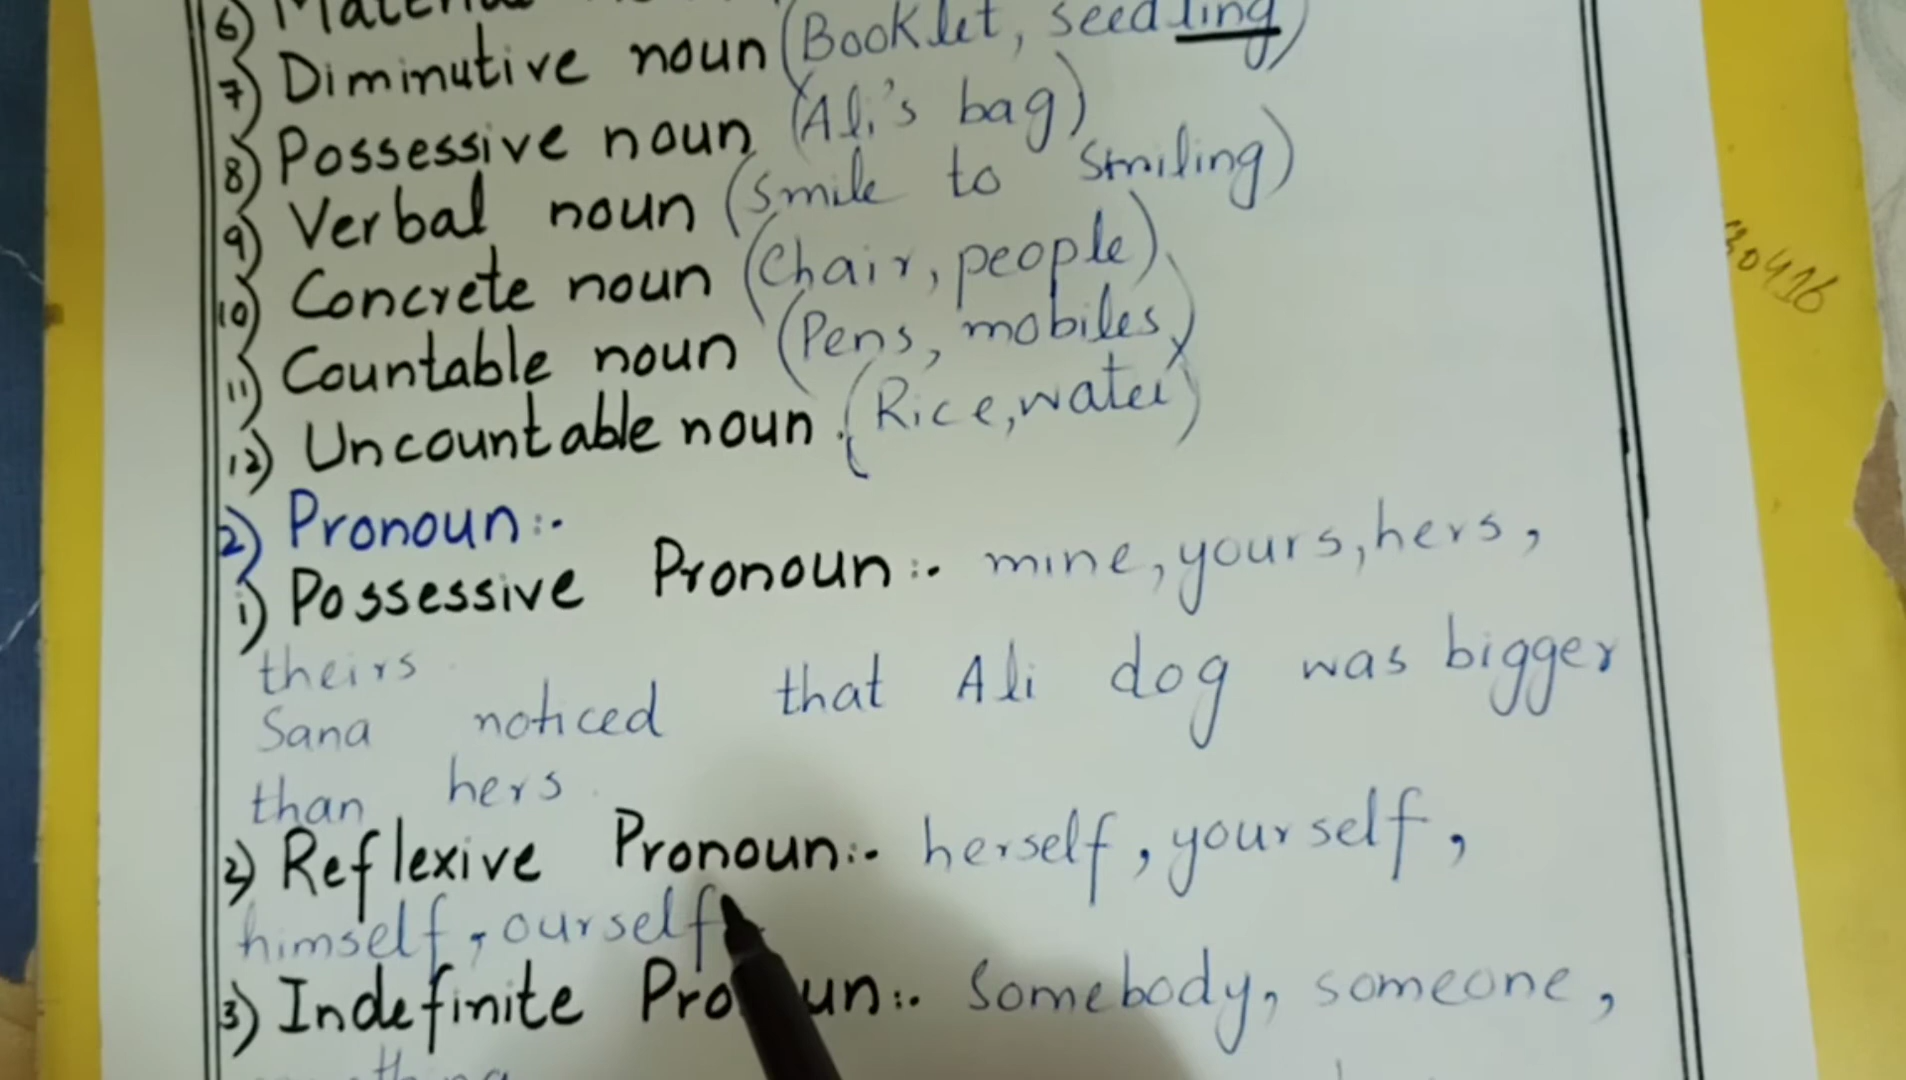 6)
7) Diminutive noun (Booklet, seedling)
8) Possessive noun (Ali's bag)
9) Verbal noun (smile to smiling)
10) Concrete noun (Chair, people)
11) Countable noun (Pens, mobiles)
12) Uncountable noun. (Rice, water)
2) Pronoun:-
1) Possessive Pronoun:- mine, yours, hers,
theirs.
Sana noticed that Ali dog was bigger
than hers.
2) Reflexive Pronoun:- herself, yourself,
himself, ourself
3) Indefinite Pro un:- Somebody, someone,
30416